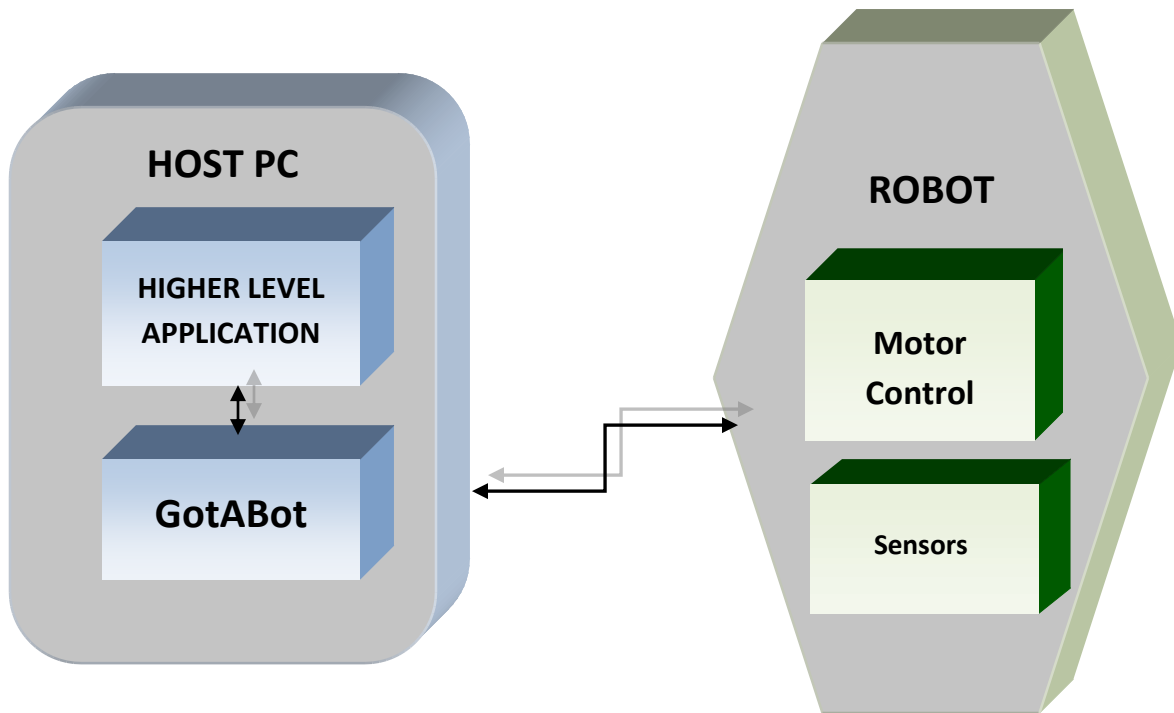 HOST PC
HIGHER LEVEL
APPLICATION
GotABot
ROBOT
Motor
Control
Sensors